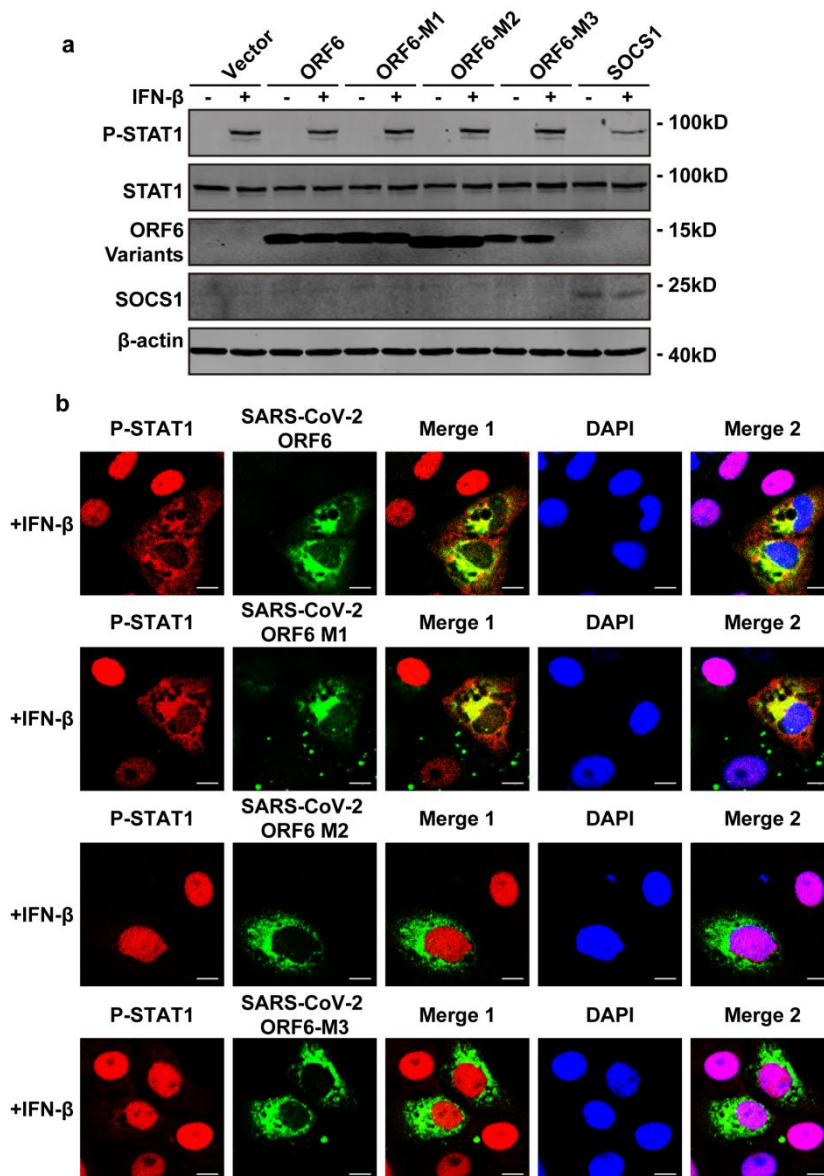 a
Vector ORF6 ORF6-M1 ORF6-M2 ORF6-M3 SOCS1
IFN-β - + - + - + - + - + - +
P-STAT1 - 100kD
STAT1 - 100kD
ORF6 Variants - 15kD
SOCS1 - 25kD
β-actin - 40kD
b
P-STAT1 SARS-CoV-2 ORF6 Merge 1 DAPI Merge 2
+IFN-β
P-STAT1 SARS-CoV-2 ORF6 M1 Merge 1 DAPI Merge 2
+IFN-β
P-STAT1 SARS-CoV-2 ORF6 M2 Merge 1 DAPI Merge 2
+IFN-β
P-STAT1 SARS-CoV-2 ORF6-M3 Merge 1 DAPI Merge 2
+IFN-β